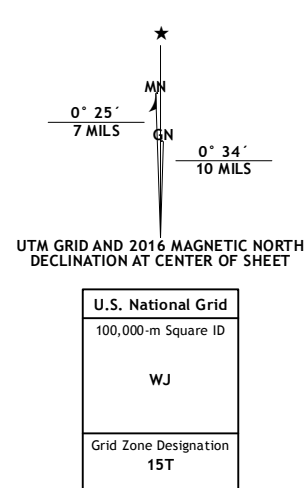 MN
0° 25´
7 MILS
GN
0° 34´
10 MILS
UTM GRID AND 2016 MAGNETIC NORTH
DECLINATION AT CENTER OF SHEET
U.S. National Grid
100,000-m Square ID
WJ
Grid Zone Designation
15T